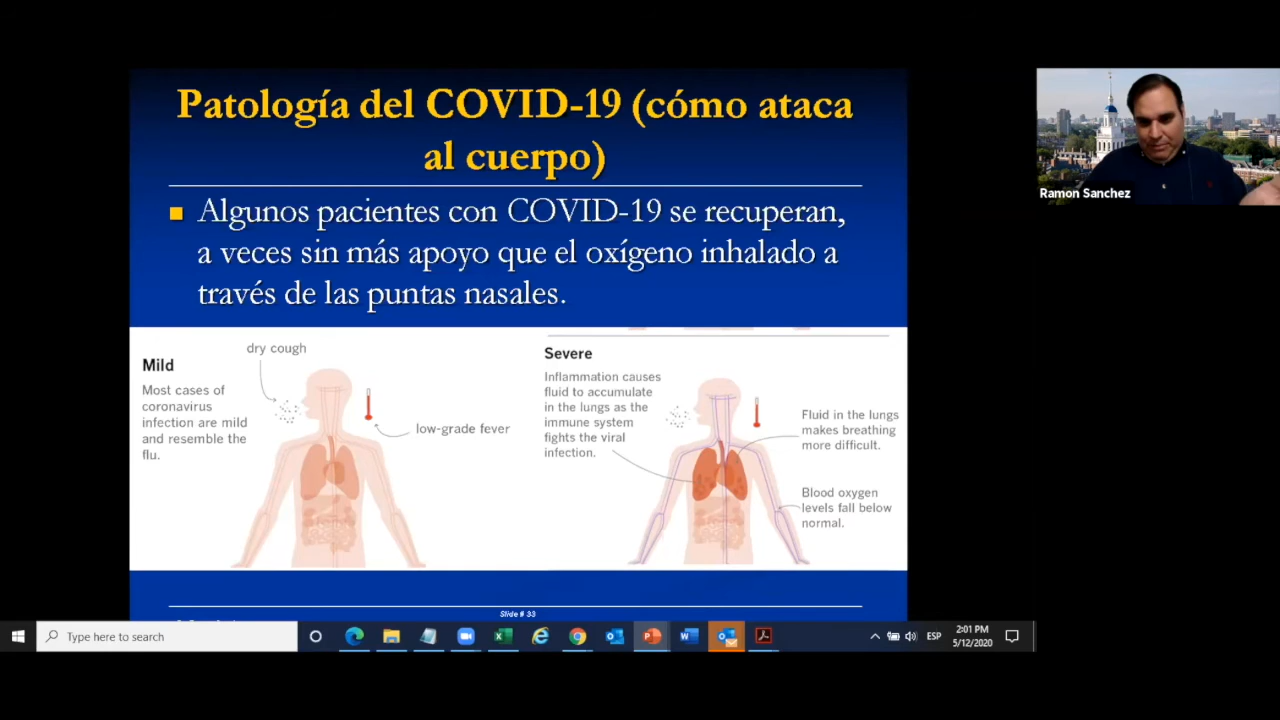 Patología del COVID-19 (cómo ataca
al cuerpo)
Algunos pacientes con COVID-19 se recuperan,
a veces sin más apoyo que el oxígeno inhalado a
través de las puntas nasales.
Mild
dry cough
Most cases of
coronavirus
infection are mild
and resemble the
flu.
low-grade fever
Severe
Inflammation causes
fluid to accumulate
in the lungs as the
immune system
fights the viral
infection.
Fluid in the lungs
makes breathing
more difficult.
Blood oxygen
levels fall below
normal.
Slide # 33
Ramon Sanchez
Type here to search
ESP
2:01 PM
5/12/2020